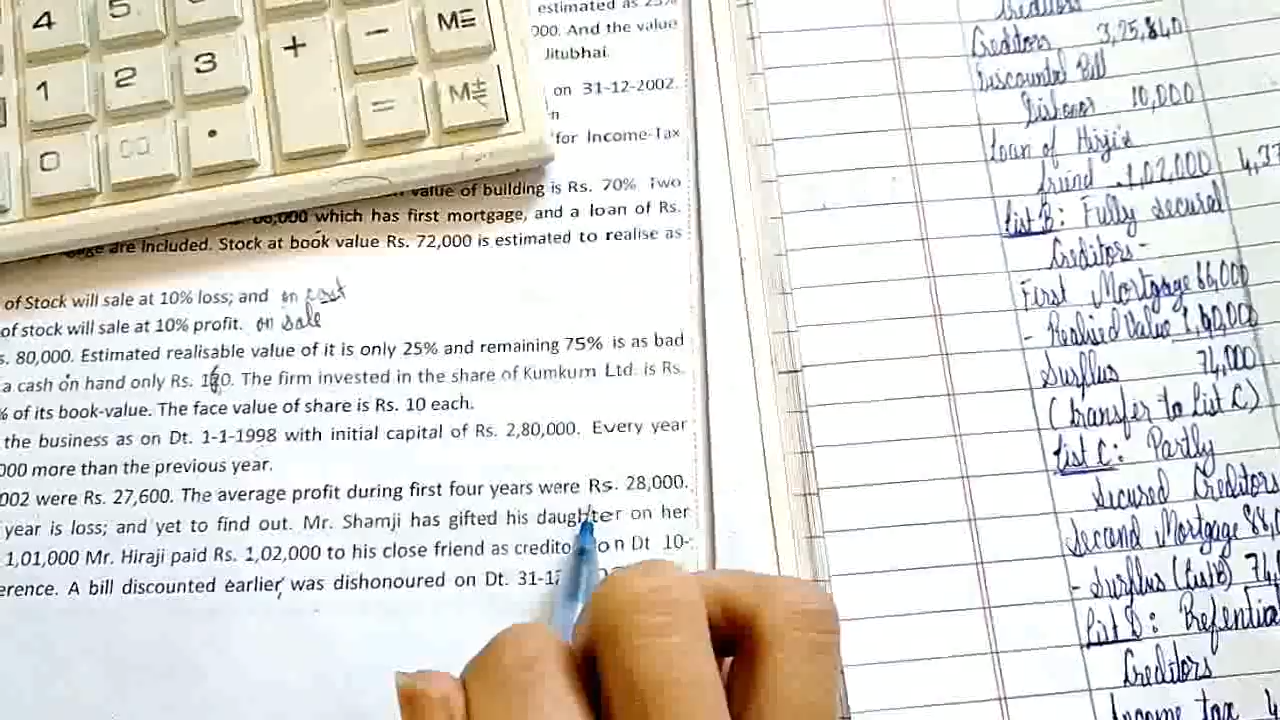 4 5 M=
1 2 3 + − M±
0 00 • =
estimated as 25%
000. And the value
Jitubhai.
on 31-12-2002.
for Income-Tax
value of building is Rs. 70% Two
which has first mortgage, and a loan of Rs.
are included. Stock at book value Rs. 72,000 is estimated to realise as
of Stock will sale at 10% loss; and on cost
of stock will sale at 10% profit. on sale
s. 80,000. Estimated realisable value of it is only 25% and remaining 75% is as bad
a cash on hand only Rs. The firm invested in the share of Kumkum Ltd. is Rs.
% of its book-value. The face value of share is Rs. 10 each.
the business as on Dt. 1-1-1998 with initial capital of Rs. 2,80,000. Every year
000 more than the previous year.
002 were Rs. 27,600. The average profit during first four years were Rs. 28,000.
year is loss; and yet to find out. Mr. Shamji has gifted his daughter on her
1,01,000 Mr. Hiraji paid Rs. 1,02,000 to his close friend as credito on Dt 10-
erence. A bill discounted earlier, was dishonoured on Dt. 31-12
Creditors
Creditors 3,25,840
Discounted Bill
10,000
Loan of Hirji's
friend 1,02,000 4,37
List B: Fully secured
Creditors-
First Mortgage 66,000
- Realised Value 1,40,000
Surplus 74,000
(transfer to List C)
List C: Partly
Secured Creditors
Second Mortgage 88,0
- Surplus (List B) 74,
List D: Prefentia
Creditors
Income tax 4